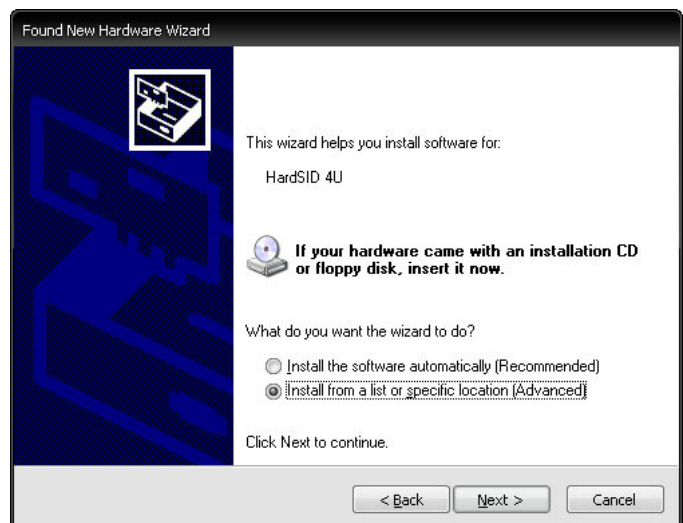 Found New Hardware Wizard
This wizard helps you install software for:
HardSID 4U
If your hardware came with an installation CD
or floppy disk, insert it now.
What do you want the wizard to do?
Install the software automatically (Recommended)
Install from a list or specific location (Advanced)
Click Next to continue.
< Back Next > Cancel